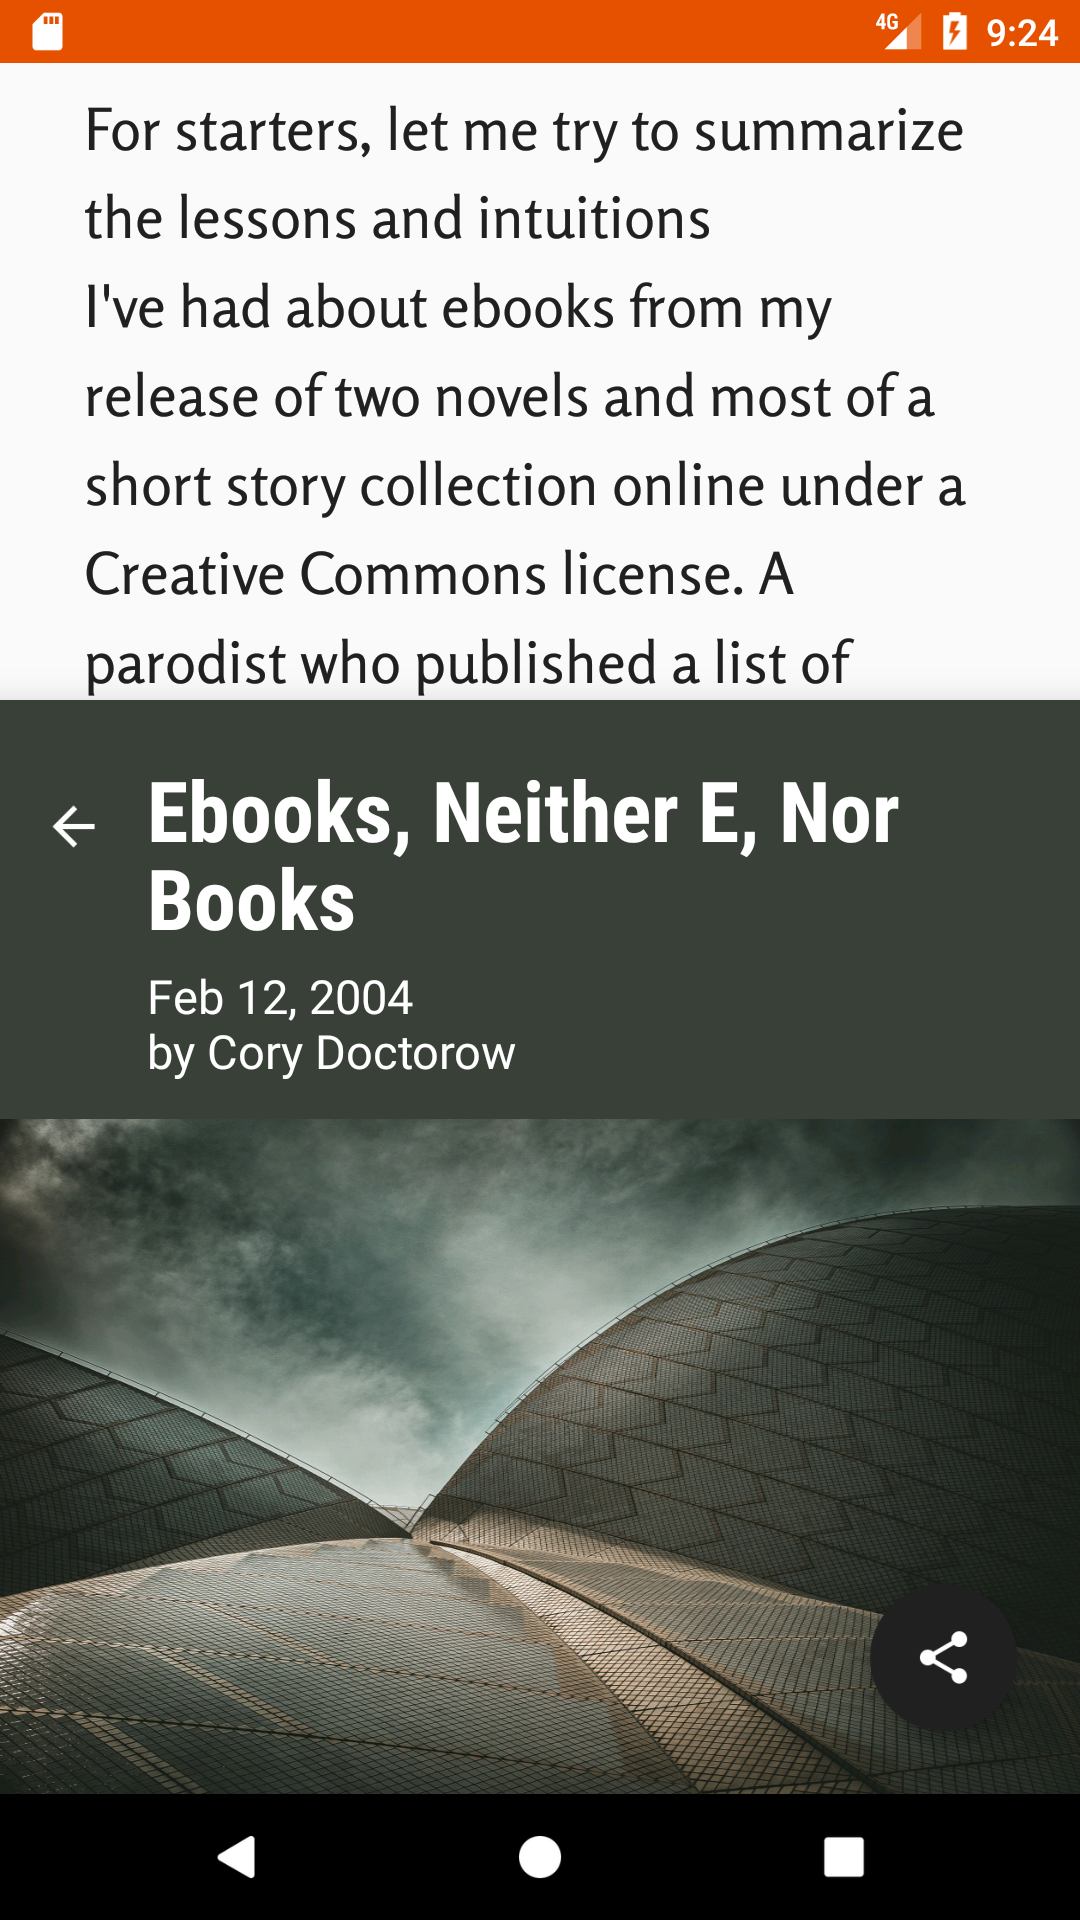 4G 9:24
For starters, let me try to summarize
the lessons and intuitions
I've had about ebooks from my
release of two novels and most of a
short story collection online under a
Creative Commons license. A
parodist who published a list of
Ebooks, Neither E, Nor
Books
Feb 12, 2004
by Cory Doctorow